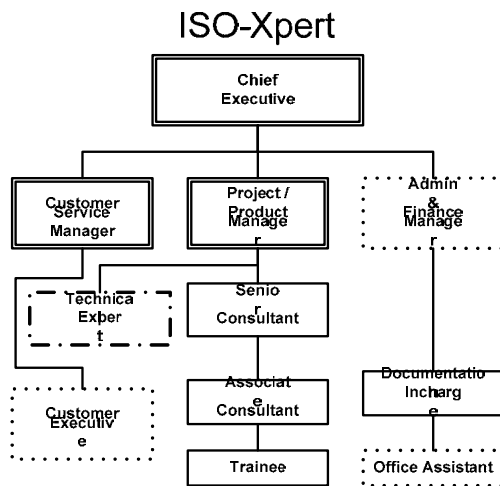 ISO-Xpert
Chief
Executive
Customer
Service
Manager
Project /
Product
Manage
r
Admin
&
Finance
Manage
r
Technica
Exper
t
Senio
r
Consultant
Associat
e
Consultant
Documentatio
n
Incharge
Customer
Executiv
e
Trainee
Office Assistant